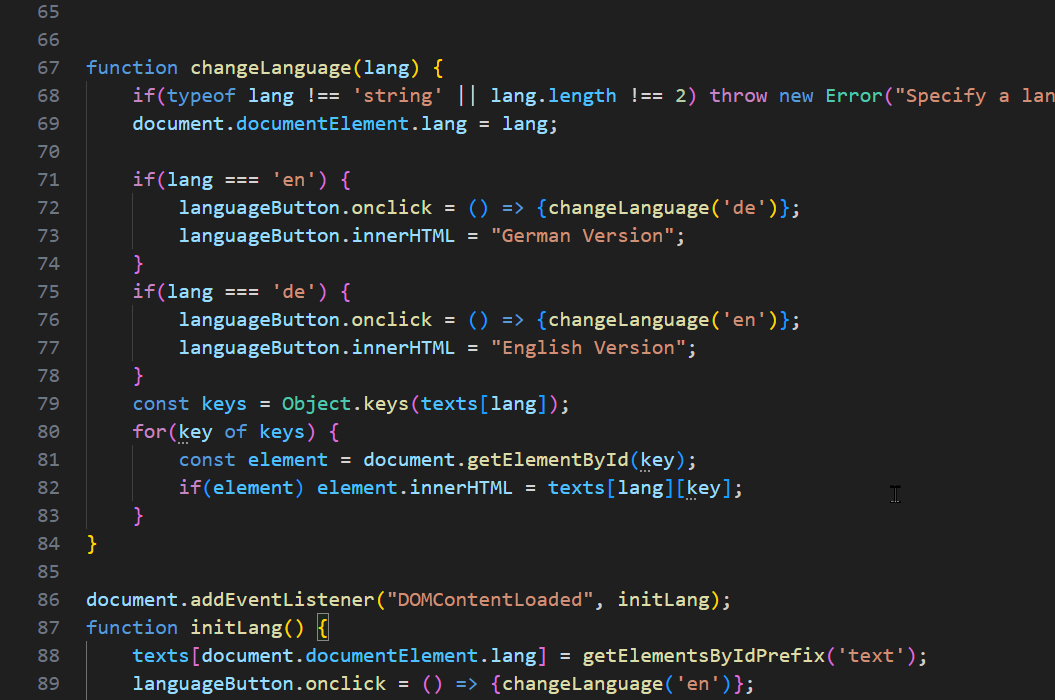 65
66
67 function changeLanguage(lang) {
68 if(typeof lang !== 'string' || lang.length !== 2) throw new Error("Specify a lan
69 document.documentElement.lang = lang;
70
71 if(lang === 'en') {
72 languageButton.onclick = () => {changeLanguage('de')};
73 languageButton.innerHTML = "German Version";
74 }
75 if(lang === 'de') {
76 languageButton.onclick = () => {changeLanguage('en')};
77 languageButton.innerHTML = "English Version";
78 }
79 const keys = Object.keys(texts[lang]);
80 for(key of keys) {
81 const element = document.getElementById(key);
82 if(element) element.innerHTML = texts[lang][key];
83 }
84 }
85
86 document.addEventListener("DOMContentLoaded", initLang);
87 function initLang() {
88 texts[document.documentElement.lang] = getElementsByIdPrefix('text');
89 languageButton.onclick = () => {changeLanguage('en')};